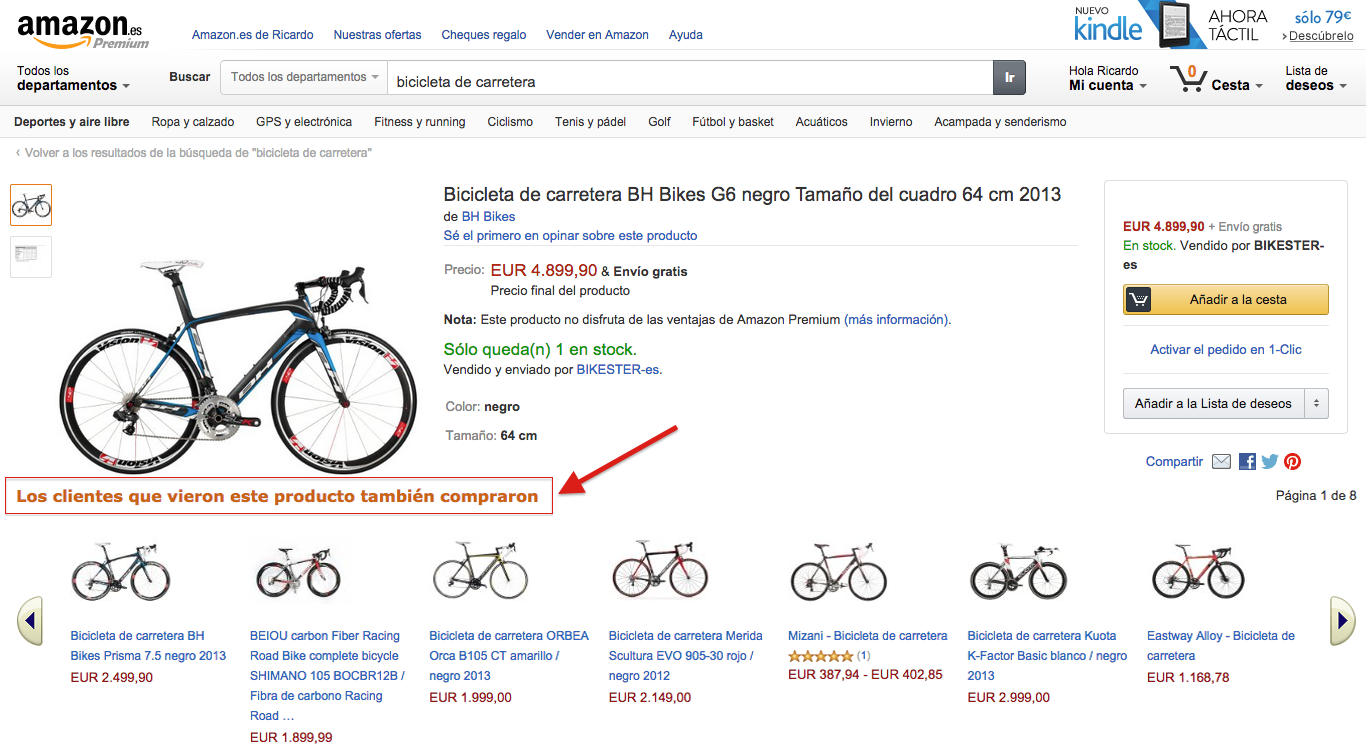 amazon.es
Premium
Amazon.es de Ricardo
Nuestras ofertas
Cheques regalo
Vender en Amazon
Ayuda
NUEVO
kindle
AHORA
TÁCTIL
sólo 79€
› Descúbrelo
Todos los
departamentos
Buscar
Todos los departamentos
bicicleta de carretera
Ir
Hola Ricardo
Mi cuenta
0
Cesta
Lista de
deseos
Deportes y aire libre
Ropa y calzado
GPS y electrónica
Fitness y running
Ciclismo
Tenis y pádel
Golf
Fútbol y basket
Acuáticos
Invierno
Acampada y senderismo
‹ Volver a los resultados de la búsqueda de "bicicleta de carretera"
Bicicleta de carretera BH Bikes G6 negro Tamaño del cuadro 64 cm 2013
de BH Bikes
Sé el primero en opinar sobre este producto
Precio: EUR 4.899,90 & Envío gratis
Precio final del producto
Nota: Este producto no disfruta de las ventajas de Amazon Premium (más información).
Sólo queda(n) 1 en stock.
Vendido y enviado por BIKESTER-es.
Color: negro
Tamaño: 64 cm
Vision
Vision
Vision
Vision
BH
EUR 4.899,90 + Envío gratis
En stock. Vendido por BIKESTER-
es
Añadir a la cesta
Activar el pedido en 1-Clic
Añadir a la Lista de deseos
Compartir
Los clientes que vieron este producto también compraron
Página 1 de 8
Bicicleta de carretera BH
Bikes Prisma 7.5 negro 2013
EUR 2.499,90
BEIOU carbon Fiber Racing
Road Bike complete bicycle
SHIMANO 105 BOCBR12B /
Fibra de carbono Racing
Road …
EUR 1.899,99
Bicicleta de carretera ORBEA
Orca B105 CT amarillo /
negro 2013
EUR 1.999,00
Bicicleta de carretera Merida
Scultura EVO 905-30 rojo /
negro 2012
EUR 2.149,00
Mizani - Bicicleta de carretera
(1)
EUR 387,94 - EUR 402,85
Bicicleta de carretera Kuota
K-Factor Basic blanco / negro
2013
EUR 2.999,00
Eastway Alloy - Bicicleta de
carretera
EUR 1.168,78